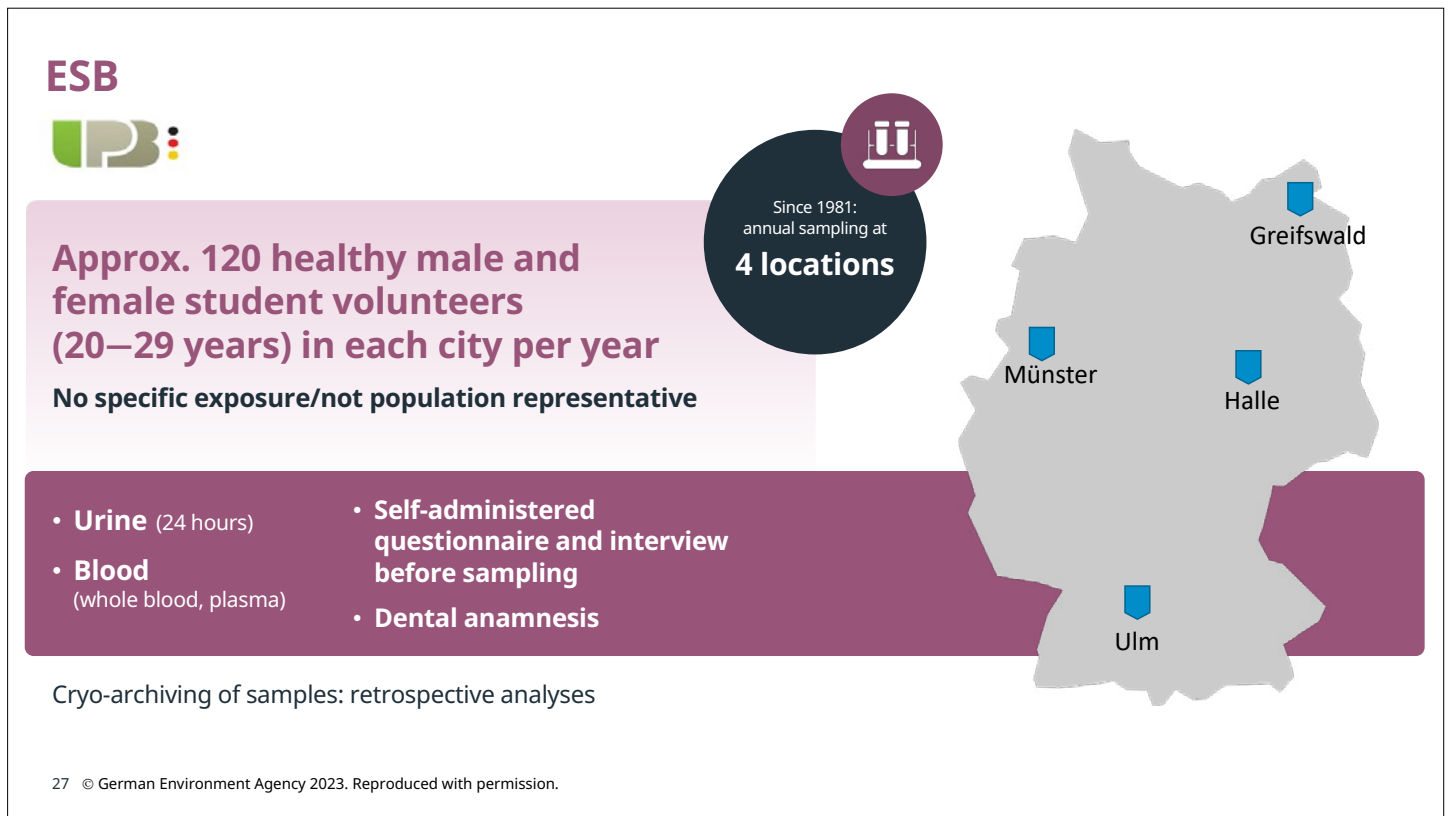 ESB
UPB
Approx. 120 healthy male and
female student volunteers
(20—29 years) in each city per year
No specific exposure/not population representative
Since 1981:
annual sampling at
4 locations
Greifswald
Münster
Halle
Ulm
• Urine (24 hours)
• Blood
(whole blood, plasma)
• Self-administered
questionnaire and interview
before sampling
• Dental anamnesis
Cryo-archiving of samples: retrospective analyses
27 © German Environment Agency 2023. Reproduced with permission.